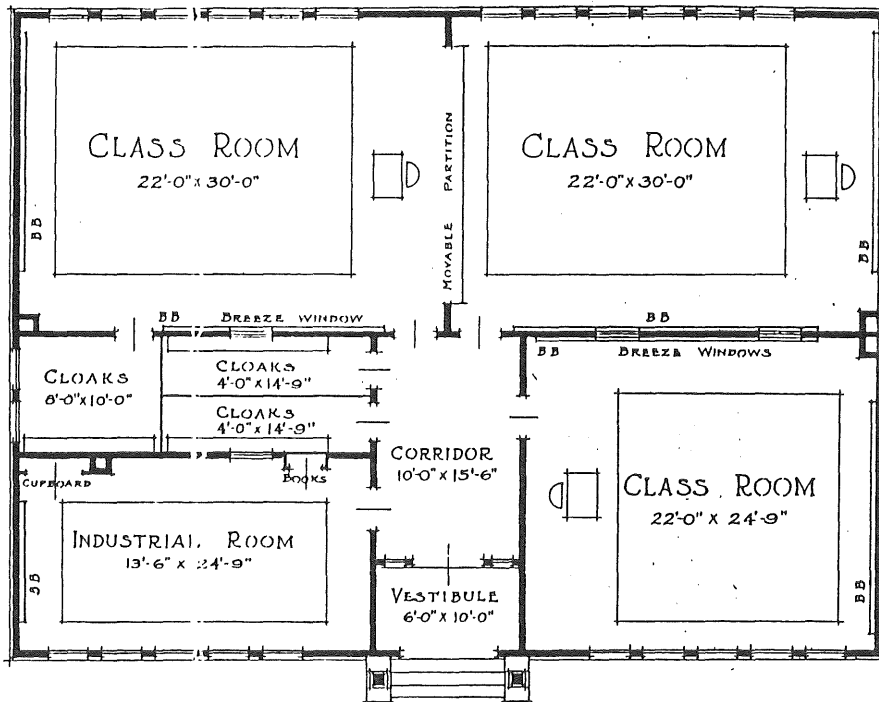 CLASS ROOM
22'-0" x 30'-0"
BB
MOVABLE PARTITION
CLASS ROOM
22'-0" x 30'-0"
BB
BB BREEZE WINDOW
BB
BB BREEZE WINDOWS
CLOAKS
8'-0" x 10'-0"
CLOAKS
4'-0" x 14'-9"
CLOAKS
4'-0" x 14'-9"
CORRIDOR
10'-0" x 15'-6"
CUPBOARD
BOOKS
CLASS ROOM
22'-0" x 24'-9"
BB
INDUSTRIAL ROOM
13'-6" x 24'-9"
BB
VESTIBULE
6'-0" x 10'-0"